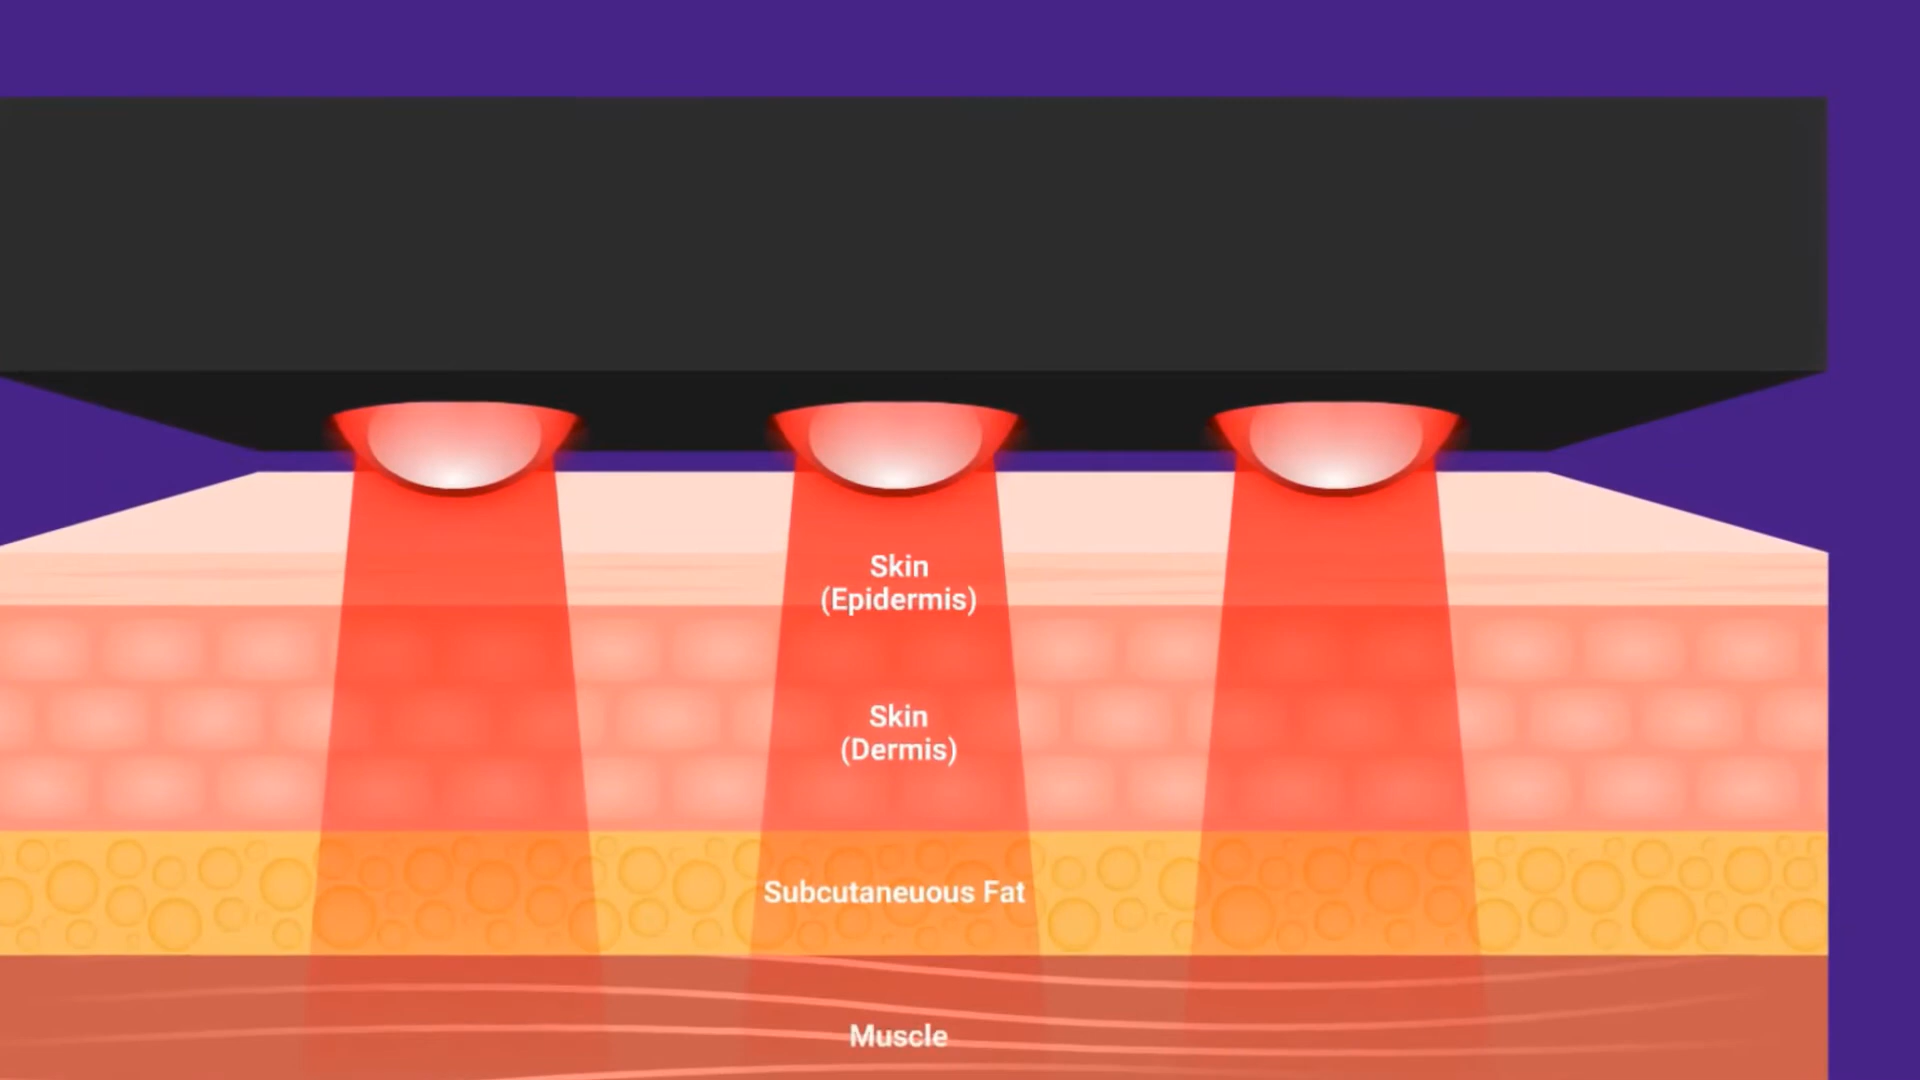 Skin
(Epidermis)
Skin
(Dermis)
Subcutaneuous Fat
Muscle